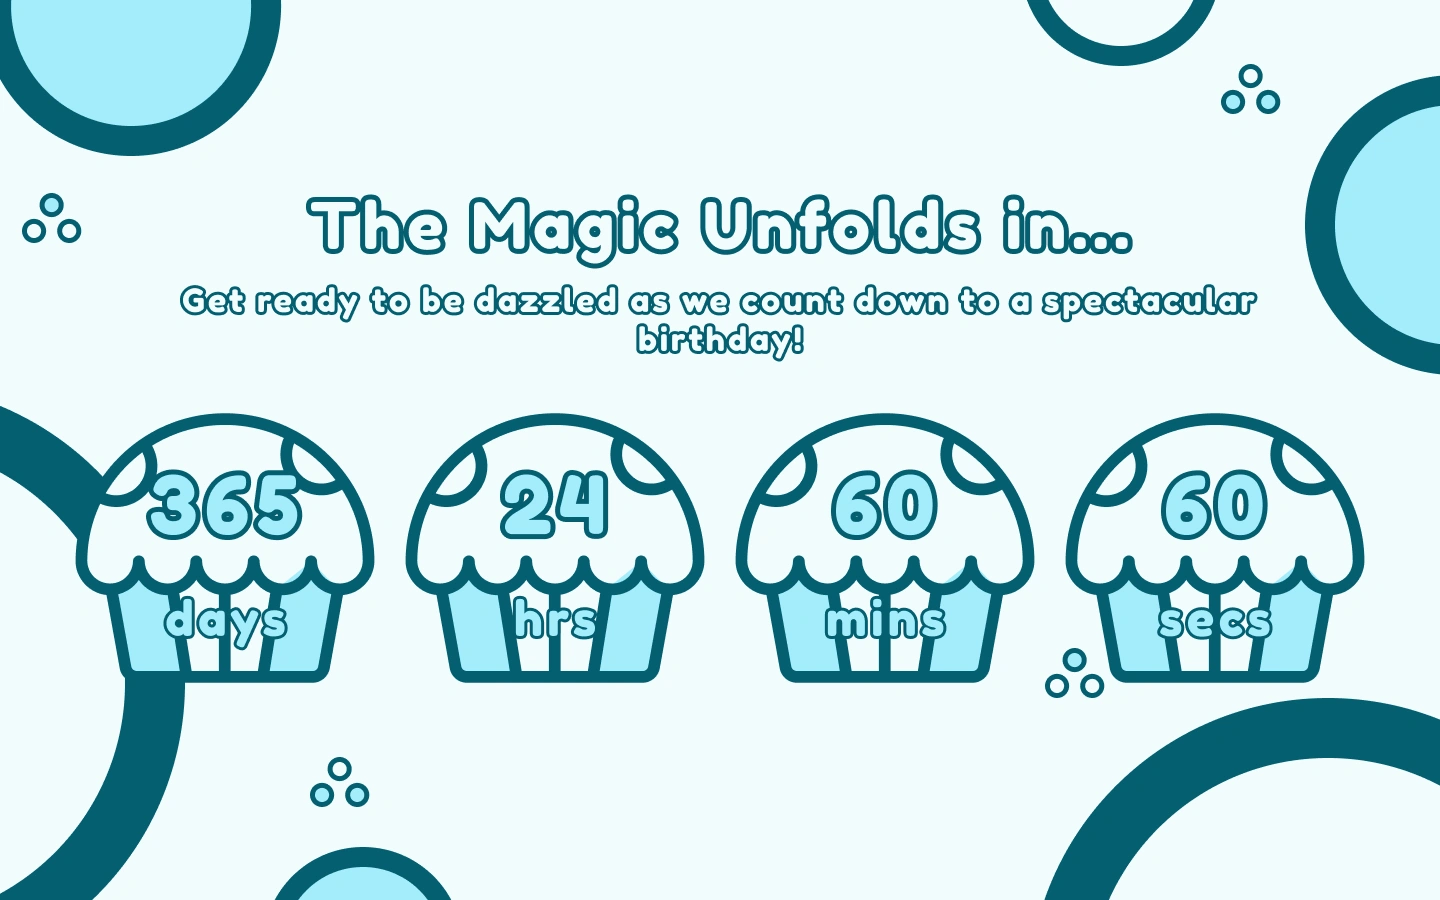 The Magic Unfolds in...
Get ready to be dazzled as we count down to a spectacular
birthday!
365 24 60 60
days hrs mins secs